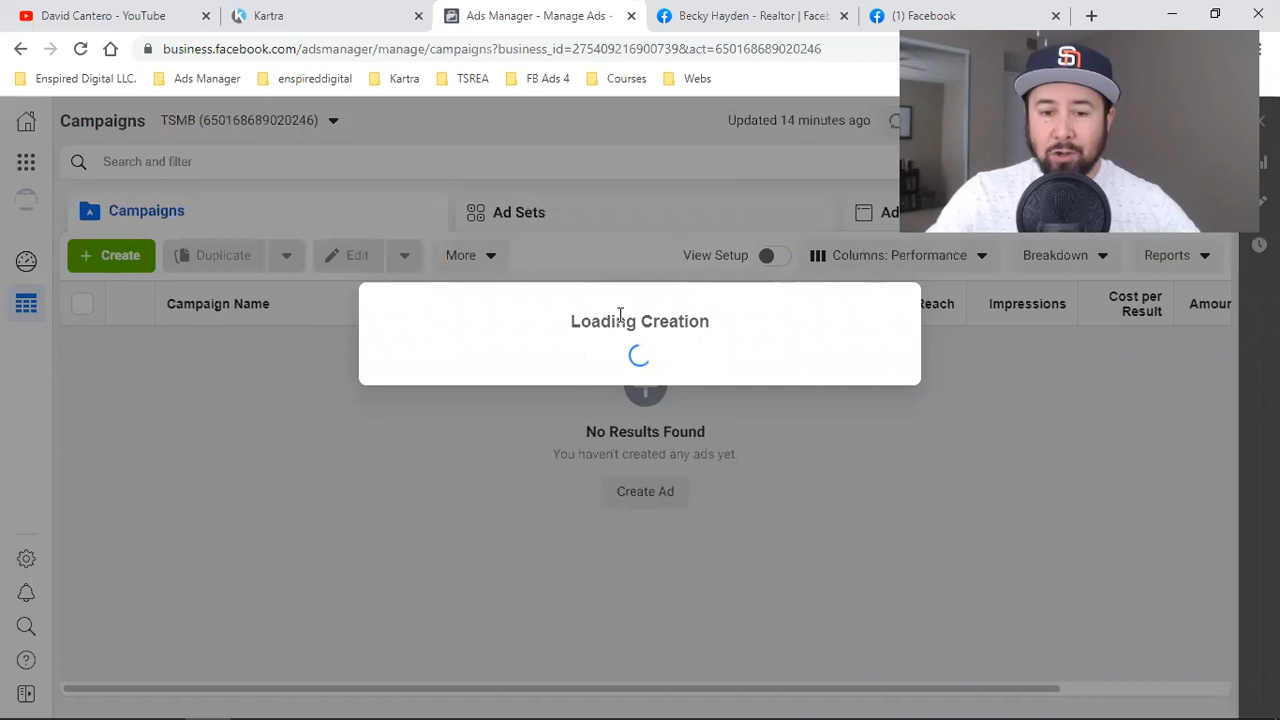 David Cantero - YouTube
Kartra
Ads Manager - Manage Ads -
Becky Hayden - Realtor | Facet
(1) Facebook
business.facebook.com/adsmanager/manage/campaigns?business_id=275409216900739&act=650168689020246
Enspired Digital LLC.
Ads Manager
enspireddigital
Kartra
TSREA
FB Ads 4
Courses
Webs
Campaigns
TSMB (650168689020246)
Updated 14 minutes ago
Search and filter
Campaigns
Ad Sets
Ad
Create
Duplicate
Edit
More
View Setup
Columns: Performance
Breakdown
Reports
Campaign Name
Reach
Impressions
Cost per
Result
Amour
Loading Creation
No Results Found
You haven't created any ads yet.
Create Ad
SD